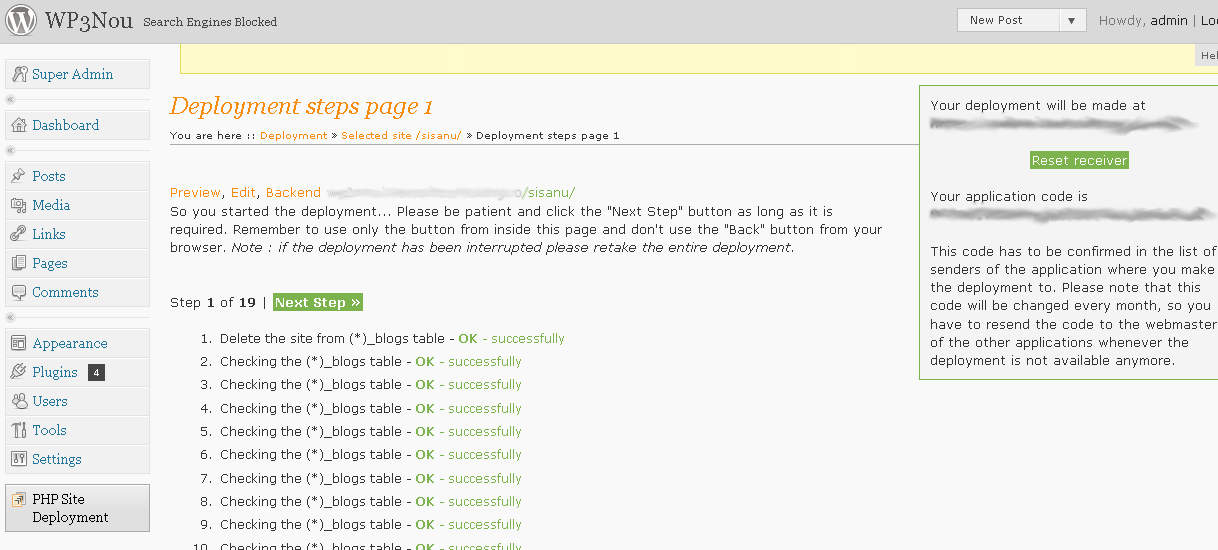 WP3Nou Search Engines Blocked New Post ▼ Howdy, admin |
Super Admin
Dashboard
Posts
Media
Links
Pages
Comments
Appearance
Plugins 4
Users
Tools
Settings
PHP Site
Deployment
Deployment steps page 1
You are here :: Deployment » Selected site /sisanu/ » Deployment steps page 1
Preview, Edit, Backend /sisanu/
So you started the deployment... Please be patient and click the "Next Step" button as long as it is
required. Remember to use only the button from inside this page and don't use the "Back" button from your
browser. Note : if the deployment has been interrupted please retake the entire deployment.
Step 1 of 19 | Next Step »
1. Delete the site from (*)_blogs table - OK - successfully
2. Checking the (*)_blogs table - OK - successfully
3. Checking the (*)_blogs table - OK - successfully
4. Checking the (*)_blogs table - OK - successfully
5. Checking the (*)_blogs table - OK - successfully
6. Checking the (*)_blogs table - OK - successfully
7. Checking the (*)_blogs table - OK - successfully
8. Checking the (*)_blogs table - OK - successfully
9. Checking the (*)_blogs table - OK - successfully
10. Checking the (*)_blogs table - OK - successfully
Your deployment will be made at
Reset receiver
Your application code is
This code has to be confirmed in the list of
senders of the application where you make
the deployment to. Please note that this
code will be changed every month, so you
have to resend the code to the webmaster
of the other applications whenever the
deployment is not available anymore.